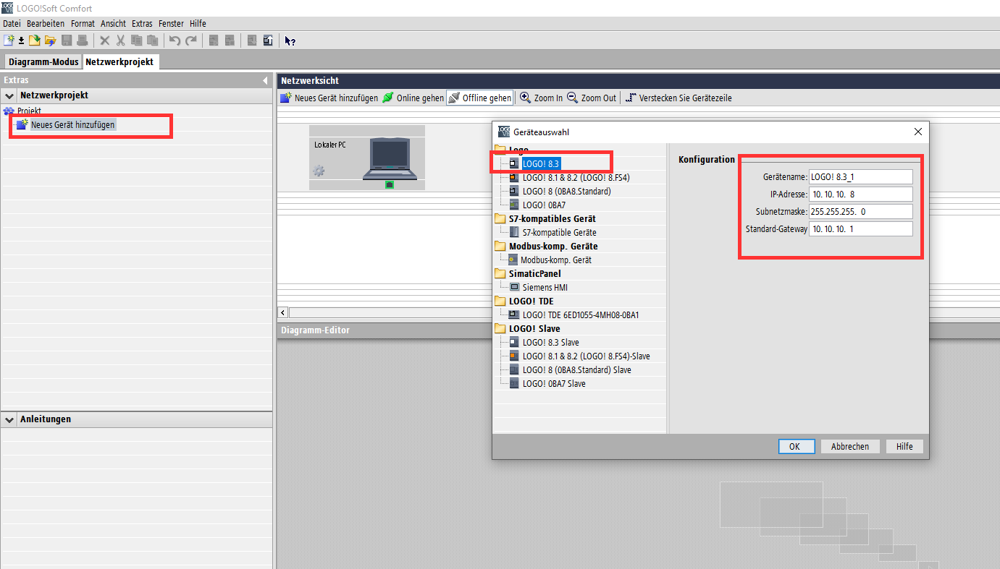 LOGO!Soft Comfort
Datei Bearbeiten Format Ansicht Extras Fenster Hilfe
Diagramm-Modus Netzwerkprojekt
Extras
Netzwerkprojekt
Projekt
Neues Gerät hinzufügen
Anleitungen
Netzwerksicht
Neues Gerät hinzufügen Online gehen Offline gehen Zoom In Zoom Out Verstecken Sie Gerätezeile
Lokaler PC
Diagramm-Editor
Geräteauswahl
Logo
LOGO! 8.3
LOGO! 8.1 & 8.2 (LOGO! 8.FS4)
LOGO! 8 (0BA8.Standard)
LOGO! 0BA7
S7-kompatibles Gerät
S7-kompatible Geräte
Modbus-komp. Geräte
Modbus-komp. Gerät
SimaticPanel
Siemens HMI
LOGO! TDE
LOGO! TDE 6ED1055-4MH08-0BA1
LOGO! Slave
LOGO! 8.3 Slave
LOGO! 8.1 & 8.2 (LOGO! 8.FS4)-Slave
LOGO! 8 (0BA8.Standard) Slave
LOGO! 0BA7 Slave
Konfiguration
Gerätename: LOGO! 8.3_1
IP-Adresse: 10. 10. 10. 8
Subnetzmaske: 255.255.255. 0
Standard-Gateway 10. 10. 10. 1
OK Abbrechen Hilfe